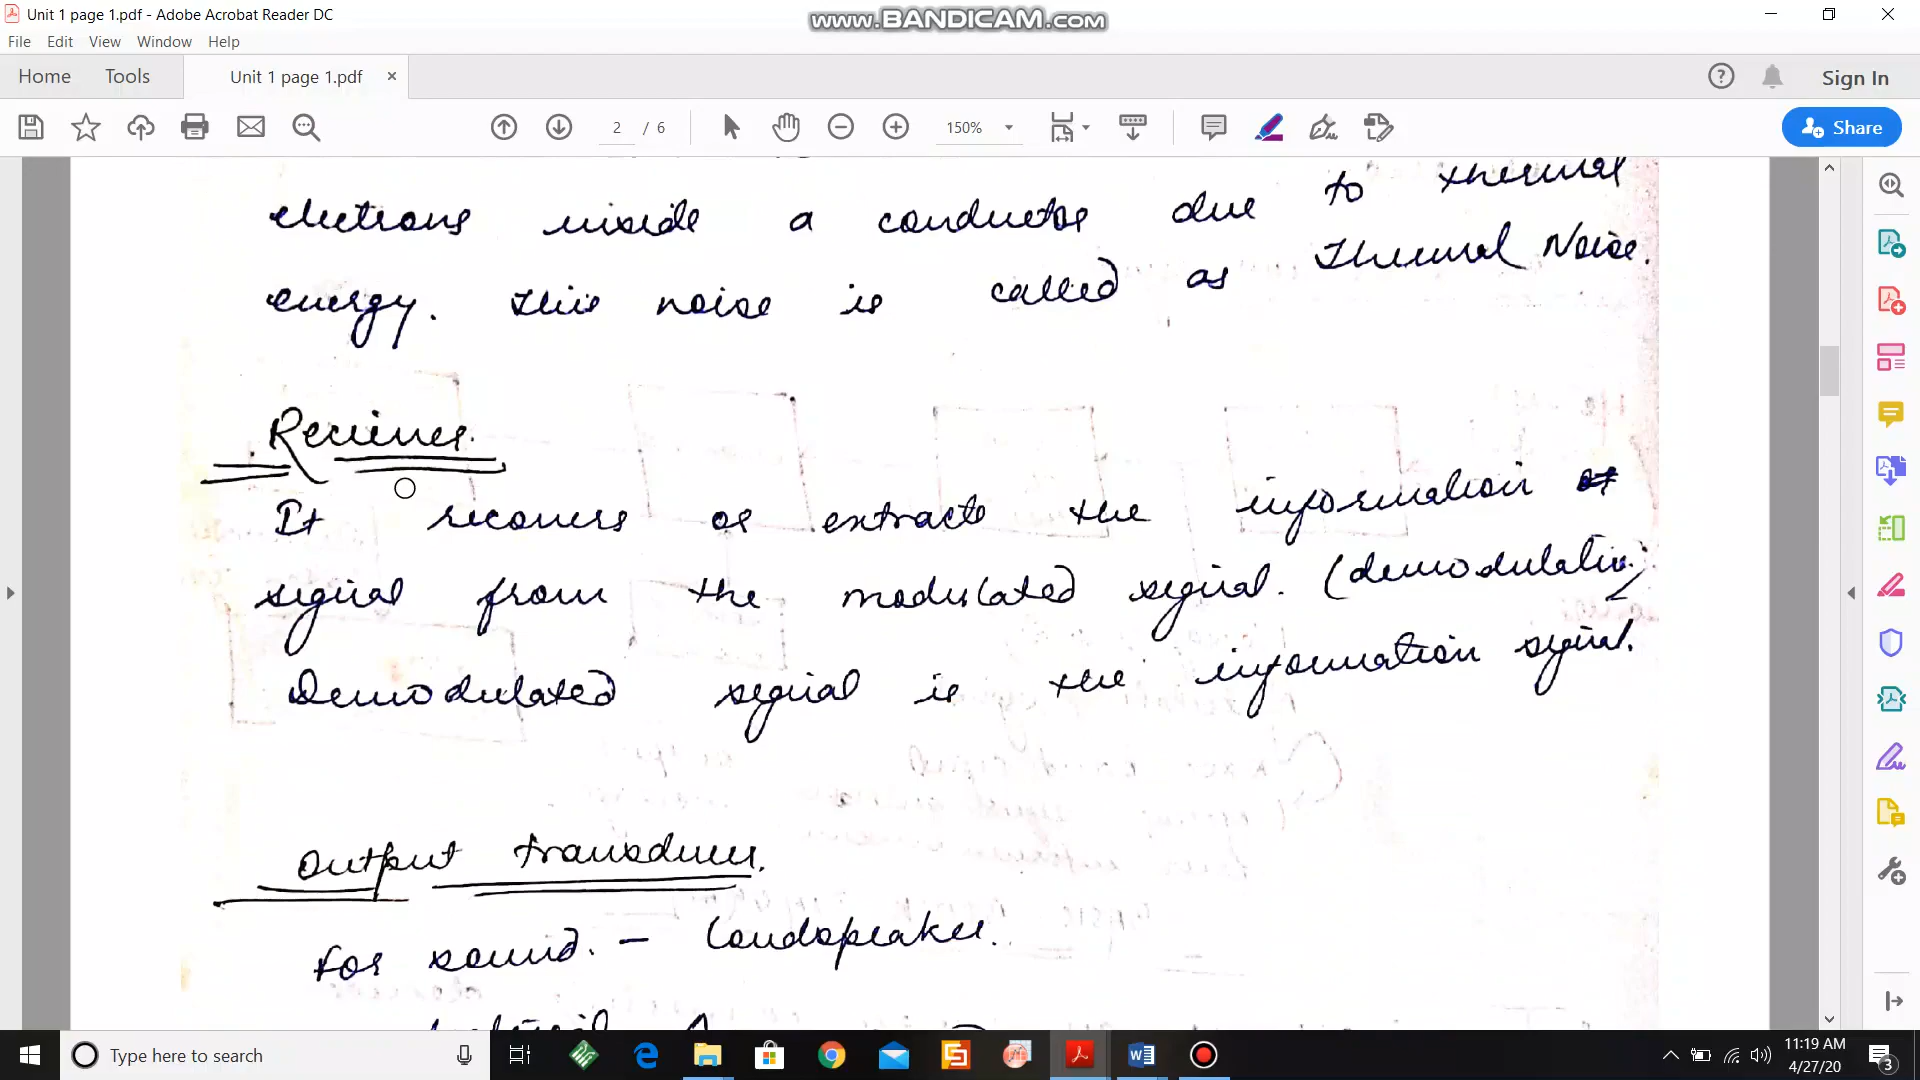 Unit 1 page 1.pdf - Adobe Acrobat Reader DC
www.BANDICAM.com
File Edit View Window Help
Home Tools Unit 1 page 1.pdf × Sign In
2 / 6 150% Share
electrons inside a conductor due to thermal
energy. This noise is called as Thermal Noise.
Receiver.
It recovers or extracts the information
signal from the modulated signal. (demodulation)
Demodulated signal is the information signal.
Output transducer.
For sound. - Loudspeaker.
Type here to search
11:19 AM
4/27/20
3